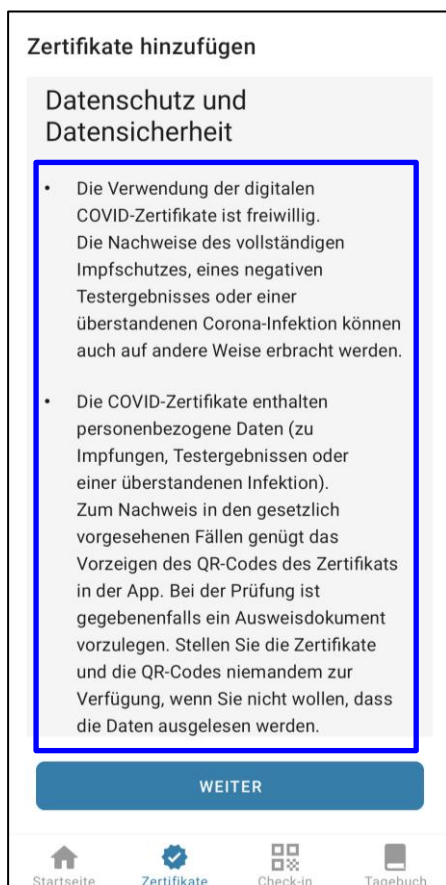 Zertifikate hinzufügen
Datenschutz und
Datensicherheit
• Die Verwendung der digitalen
COVID-Zertifikate ist freiwillig.
Die Nachweise des vollständigen
Impfschutzes, eines negativen
Testergebnisses oder einer
überstandenen Corona-Infektion können
auch auf andere Weise erbracht werden.
• Die COVID-Zertifikate enthalten
personenbezogene Daten (zu
Impfungen, Testergebnissen oder
einer überstandenen Infektion).
Zum Nachweis in den gesetzlich
vorgesehenen Fällen genügt das
Vorzeigen des QR-Codes des Zertifikats
in der App. Bei der Prüfung ist
gegebenenfalls ein Ausweisdokument
vorzulegen. Stellen Sie die Zertifikate
und die QR-Codes niemandem zur
Verfügung, wenn Sie nicht wollen, dass
die Daten ausgelesen werden.
WEITER
Startseite Zertifikate Check-in Tagebuch